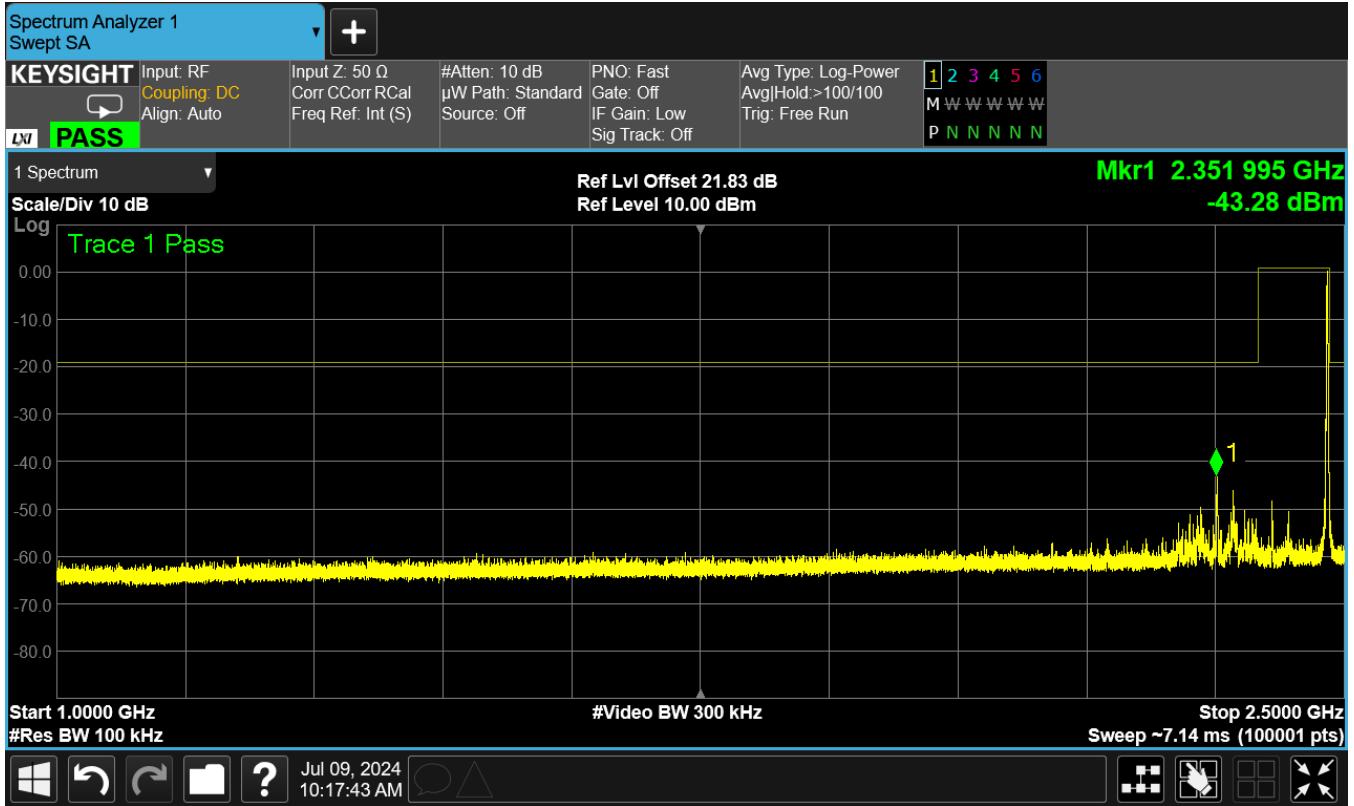 Spectrum Analyzer 1
Swept SA
KEYSIGHT
LXI PASS
Input: RF
Coupling: DC
Align: Auto
Input Z: 50 Ω
Corr CCorr RCal
Freq Ref: Int (S)
#Atten: 10 dB
µW Path: Standard
Source: Off
PNO: Fast
Gate: Off
IF Gain: Low
Sig Track: Off
Avg Type: Log-Power
Avg|Hold:>100/100
Trig: Free Run
1 2 3 4 5 6
M W W W W W
P N N N N N
1 Spectrum
Scale/Div 10 dB
Ref Lvl Offset 21.83 dB
Ref Level 10.00 dBm
Mkr1 2.351 995 GHz
-43.28 dBm
Log
Trace 1 Pass
0.00
-10.0
-20.0
-30.0
-40.0
1
-50.0
-60.0
-70.0
-80.0
Start 1.0000 GHz
#Video BW 300 kHz
Stop 2.5000 GHz
#Res BW 100 kHz
Sweep ~7.14 ms (100001 pts)
?
Jul 09, 2024
10:17:43 AM